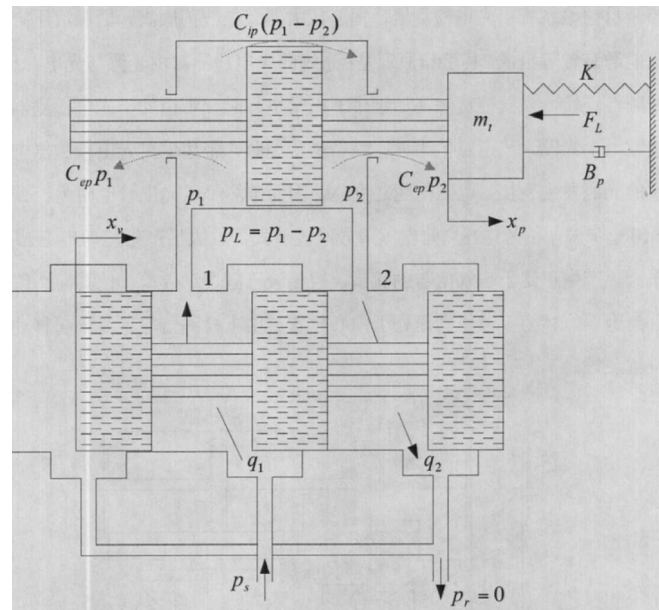 C_{ip}(p_1 - p_2)
K
m_t
F_L
C_{ep}p_1
C_{ep}p_2
B_p
p_1
p_2
x_v
p_L = p_1 - p_2
x_p
1
2
q_1
q_2
p_s
p_r = 0